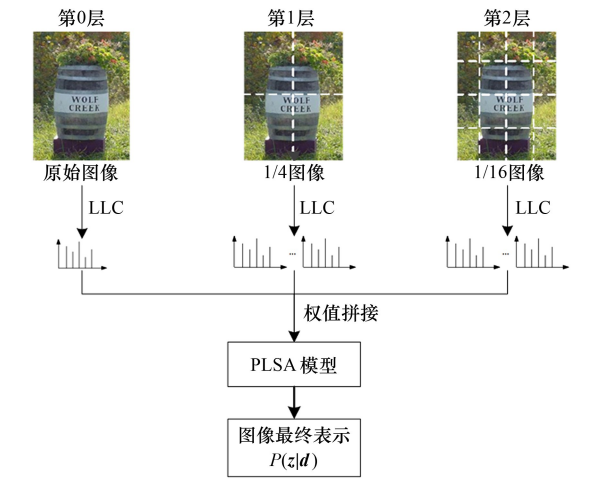 第0层 第1层 第2层
WOLF CREEK WOLF CREEK WOLF CREEK
原始图像 1/4图像 1/16图像
LLC LLC LLC
... ...
权值拼接
PLSA 模型
图像最终表示
P(z|d)